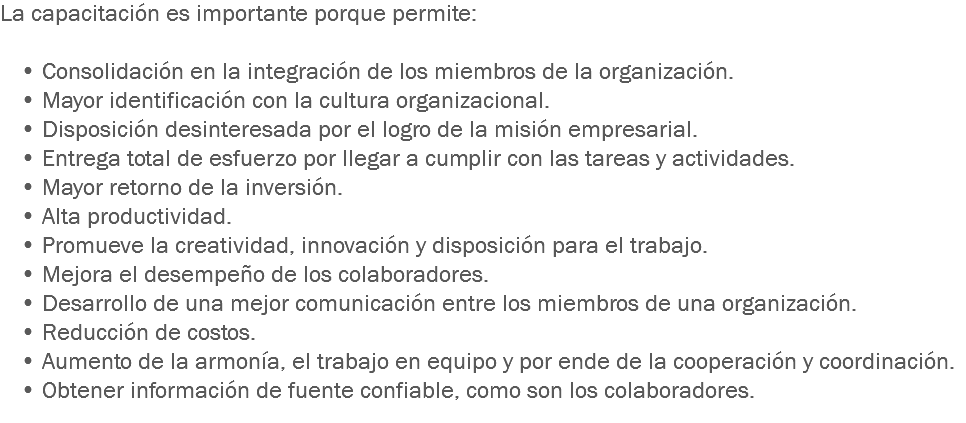 La capacitación es importante porque permite:
• Consolidación en la integración de los miembros de la organización.
• Mayor identificación con la cultura organizacional.
• Disposición desinteresada por el logro de la misión empresarial.
• Entrega total de esfuerzo por llegar a cumplir con las tareas y actividades.
• Mayor retorno de la inversión.
• Alta productividad.
• Promueve la creatividad, innovación y disposición para el trabajo.
• Mejora el desempeño de los colaboradores.
• Desarrollo de una mejor comunicación entre los miembros de una organización.
• Reducción de costos.
• Aumento de la armonía, el trabajo en equipo y por ende de la cooperación y coordinación.
• Obtener información de fuente confiable, como son los colaboradores.